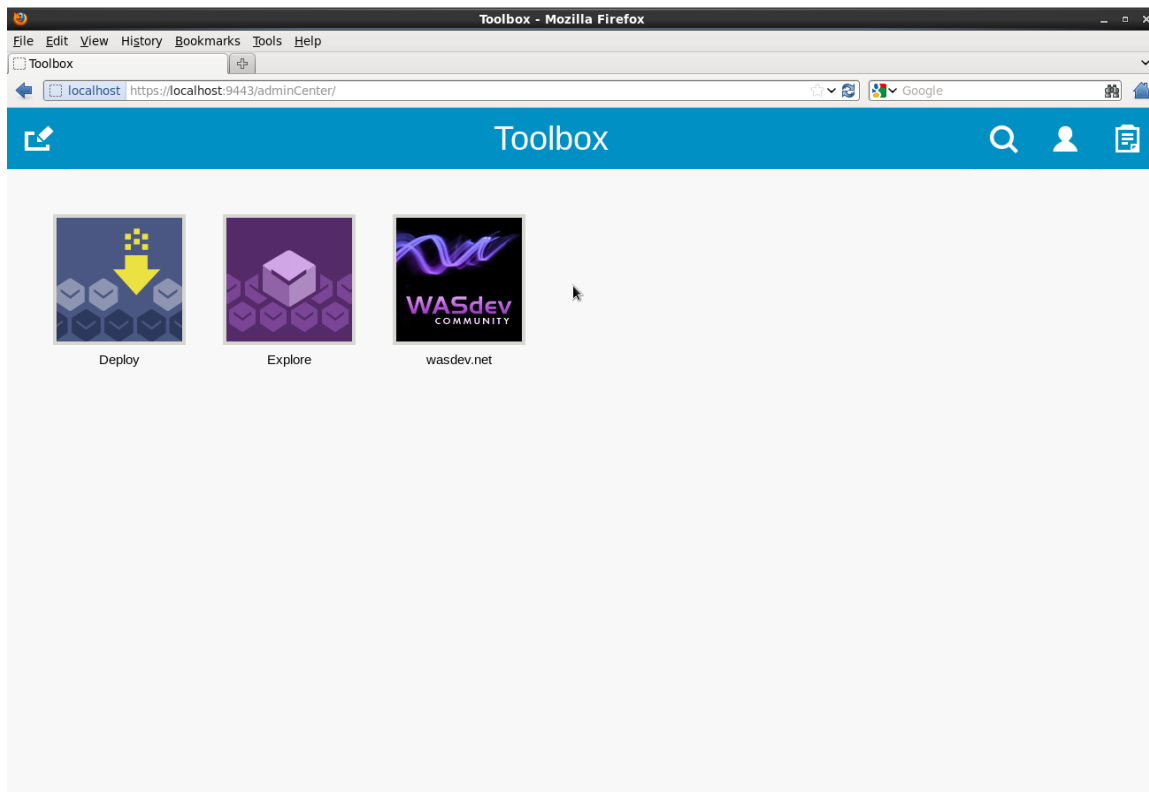 Toolbox - Mozilla Firefox
File Edit View History Bookmarks Tools Help
Toolbox
localhost https://localhost:9443/adminCenter/ Google
Toolbox
WASdev
COMMUNITY
Deploy Explore wasdev.net